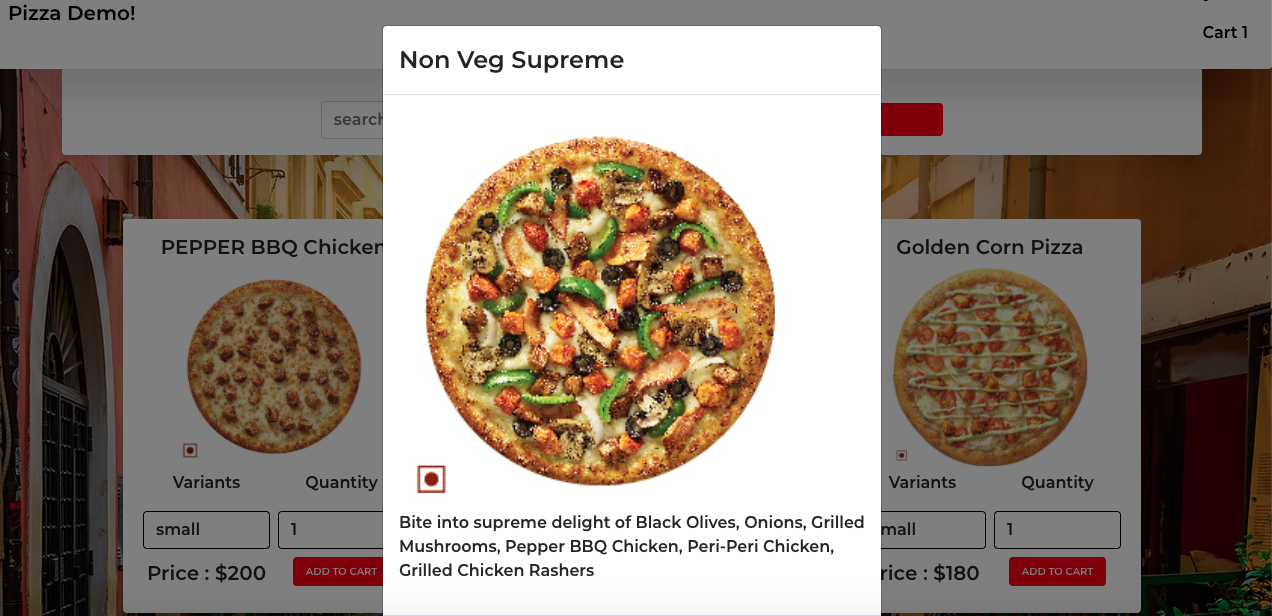 Pizza Demo!
Cart 1
Non Veg Supreme
search
PEPPER BBQ Chicken
Golden Corn Pizza
Variants
Quantity
Variants
Quantity
small
1
1
Price : $200
ADD TO CART
$180
ADD TO CART
Bite into supreme delight of Black Olives, Onions, Grilled
Mushrooms, Pepper BBQ Chicken, Peri-Peri Chicken,
Grilled Chicken Rashers